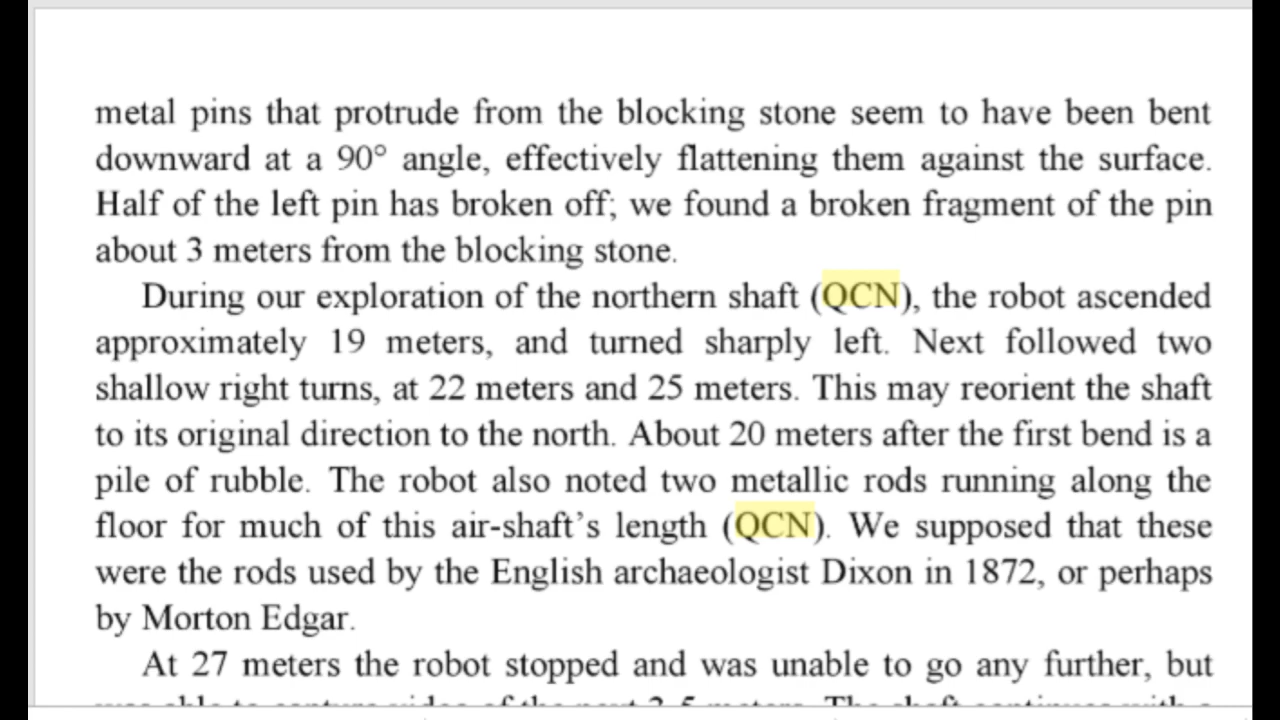 metal pins that protrude from the blocking stone seem to have been bent
downward at a 90° angle, effectively flattening them against the surface.
Half of the left pin has broken off; we found a broken fragment of the pin
about 3 meters from the blocking stone.
During our exploration of the northern shaft (QCN), the robot ascended
approximately 19 meters, and turned sharply left. Next followed two
shallow right turns, at 22 meters and 25 meters. This may reorient the shaft
to its original direction to the north. About 20 meters after the first bend is a
pile of rubble. The robot also noted two metallic rods running along the
floor for much of this air-shaft’s length (QCN). We supposed that these
were the rods used by the English archaeologist Dixon in 1872, or perhaps
by Morton Edgar.
At 27 meters the robot stopped and was unable to go any further, but